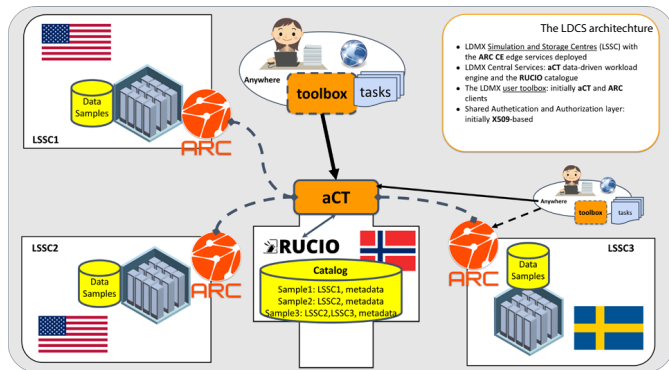 The LDCS architechture
• LDMX Simulation and Storage Centres (LSSC) with
the ARC CE edge services deployed
• LDMX Central Services: aCT data-driven workload
engine and the RUCIO catalogue
• The LDMX user toolbox: initially aCT and ARC
clients
• Shared Authetication and Authorization layer:
initially X509-based
Anywhere
toolbox
tasks
Data
Samples
LSSC1
ARC
aCT
Anywhere
toolbox
tasks
LSSC2
Data
Samples
ARC
RUCIO
Catalog
Sample1: LSSC1, metadata
Sample2: LSSC2, metadata
Sample3: LSSC2,LSSC3, metadata
ARC
LSSC3
Data
Samples